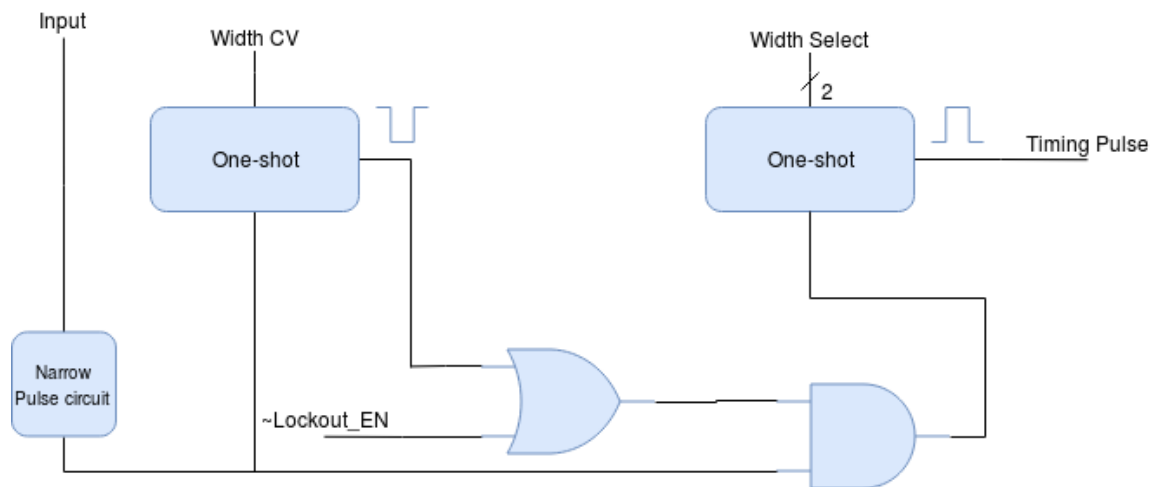 Input
Width CV
Width Select
2
One-shot
One-shot
Timing Pulse
Narrow
Pulse circuit
~Lockout_EN